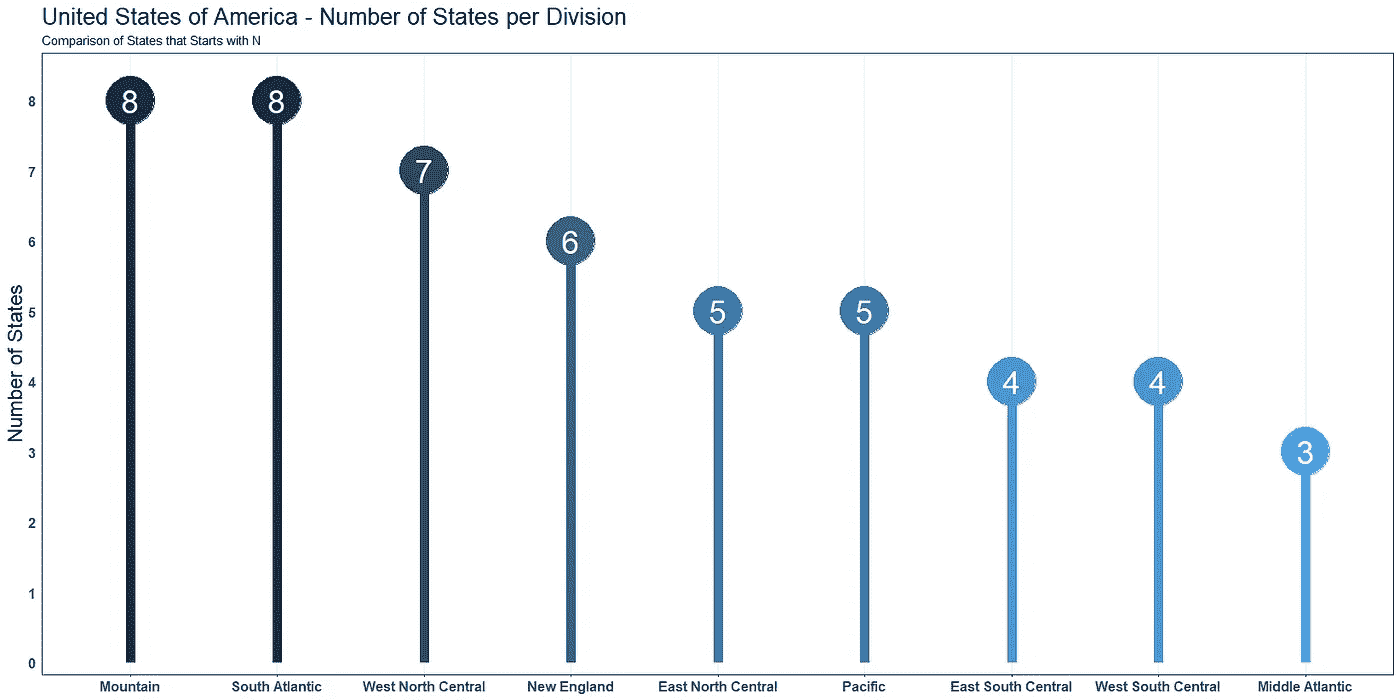 United States of America - Number of States per Division
Comparison of States that Starts with N
Number of States
8
7
6
5
4
3
2
1
0
8
8
7
6
5
5
4
4
3
Mountain
South Atlantic
West North Central
New England
East North Central
Pacific
East South Central
West South Central
Middle Atlantic